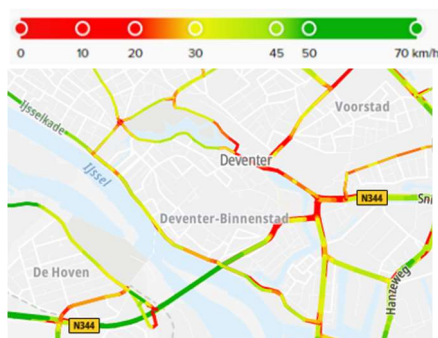 0 10 20 30 45 50 70 km/h
Voorstad
IJsselkade
IJssel
Deventer
N344
Sni
Deventer-Binnenstad
De Hoven
Hanzeweg
N344